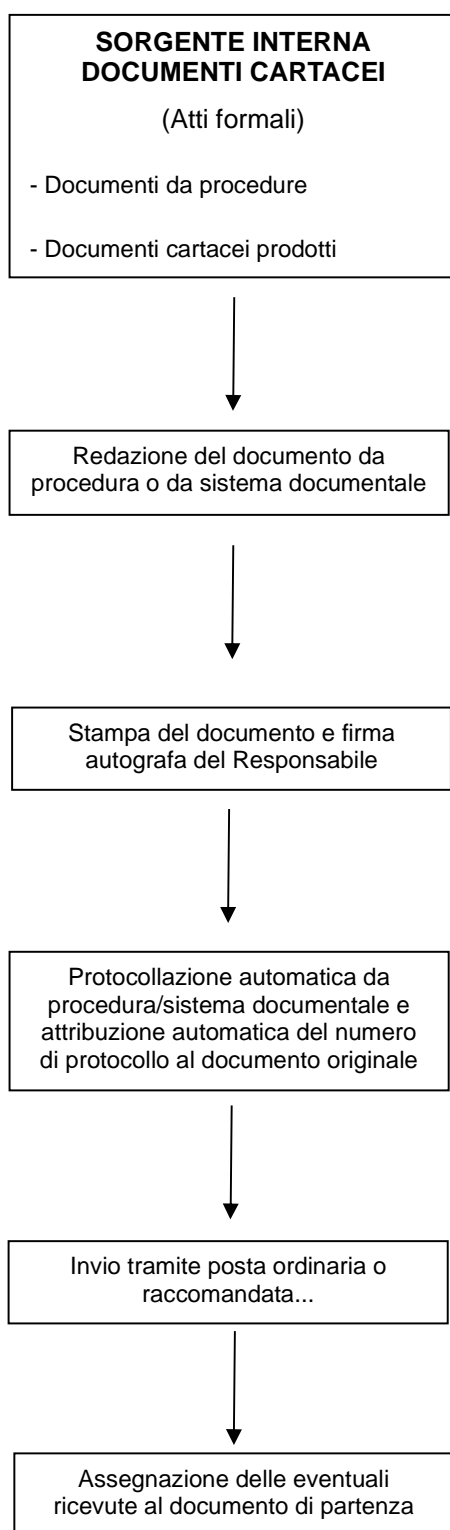 SORGENTE INTERNA
DOCUMENTI CARTACEI
(Atti formali)
- Documenti da procedure
- Documenti cartacei prodotti
Redazione del documento da
procedura o da sistema documentale
Stampa del documento e firma
autografa del Responsabile
Protocollazione automatica da
procedura/sistema documentale e
attribuzione automatica del numero
di protocollo al documento originale
Invio tramite posta ordinaria o
raccomandata...
Assegnazione delle eventuali
ricevute al documento di partenza